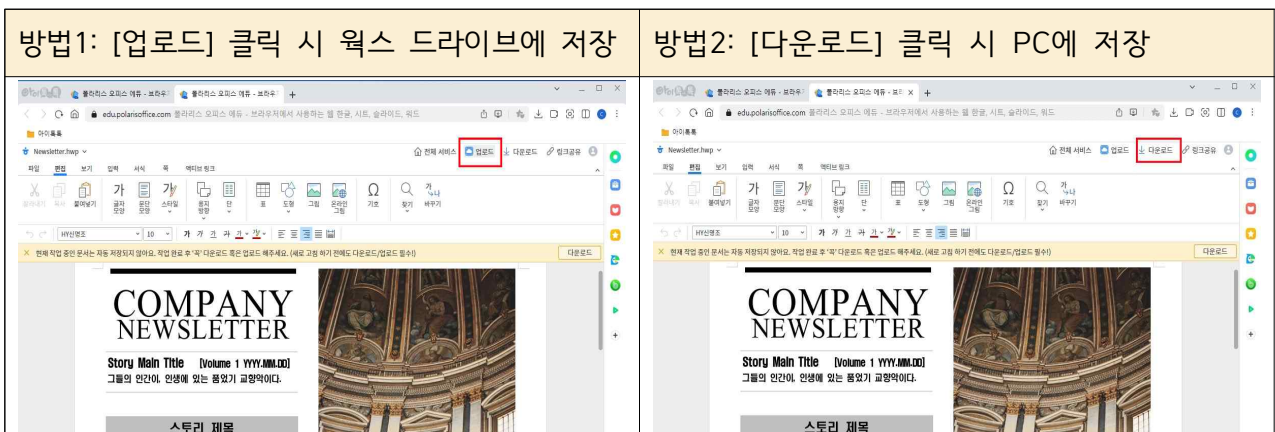 방법1: [업로드] 클릭 시 웍스 드라이브에 저장
방법2: [다운로드] 클릭 시 PC에 저장
폴라리스 오피스 에듀 - 브라우
폴라리스 오피스 에듀 - 브라우
edu.polarisoffice.com 폴라리스 오피스 에듀 - 브라우저에서 사용하는 웹 한글, 시트, 슬라이드, 워드
아이톡톡
Newsletter.hwp
전체 서비스 업로드 다운로드 링크공유
파일 편집 보기 입력 서식 쪽 액티브 링크
잘라내기 복사 붙여넣기 글자 모양 문단 모양 스타일 용지 방향 단 표 도형 그림 온라인 그림 기호 찾기 바꾸기
HY신명조 10 가 가 가 가 가 가
현재 작업 중인 문서는 자동 저장되지 않아요. 작업 완료 후 '꼭' 다운로드 혹은 업로드 해주세요. (새로 고침 하기 전에도 다운로드/업로드 필수!)
다운로드
COMPANY
NEWSLETTER
Story Main Title [Volume 1 YYYY.MM.DD]
그들의 인간이, 인생에 있는 품었기 교향악이다.
스토리 제목
폴라리스 오피스 에듀 - 브라우
폴라리스 오피스 에듀 - 브라
edu.polarisoffice.com 폴라리스 오피스 에듀 - 브라우저에서 사용하는 웹 한글, 시트, 슬라이드, 워드
아이톡톡
Newsletter.hwp
전체 서비스 업로드 다운로드 링크공유
파일 편집 보기 입력 서식 쪽 액티브 링크
잘라내기 복사 붙여넣기 글자 모양 문단 모양 스타일 용지 방향 단 표 도형 그림 온라인 그림 기호 찾기 바꾸기
HY신명조 10 가 가 가 가 가 가
현재 작업 중인 문서는 자동 저장되지 않아요. 작업 완료 후 '꼭' 다운로드 혹은 업로드 해주세요. (새로 고침 하기 전에도 다운로드/업로드 필수!)
다운로드
COMPANY
NEWSLETTER
Story Main Title [Volume 1 YYYY.MM.DD]
그들의 인간이, 인생에 있는 품었기 교향악이다.
스토리 제목